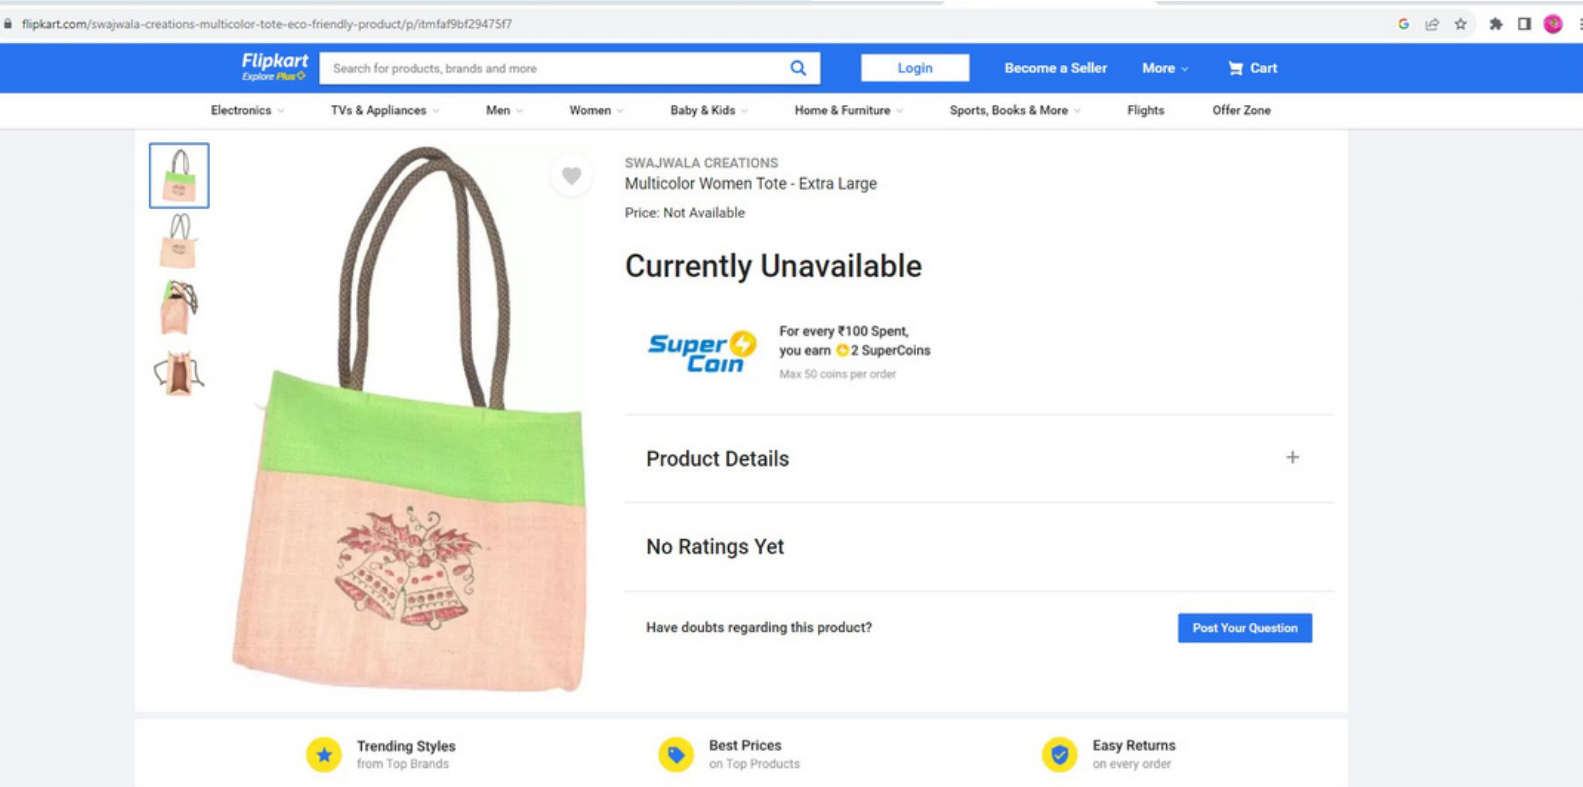 flipkart.com/swajwala-creations-multicolor-tote-eco-friendly-product/p/itmfaf9bf29475f7
Flipkart
Explore Plus
Search for products, brands and more
Login
Become a Seller
More
Cart
Electronics
TVs & Appliances
Men
Women
Baby & Kids
Home & Furniture
Sports, Books & More
Flights
Offer Zone
SWAJWALA CREATIONS
Multicolor Women Tote - Extra Large
Price: Not Available
Currently Unavailable
Super
Coin
For every ₹100 Spent,
you earn 2 SuperCoins
Max 50 coins per order
Product Details
+
No Ratings Yet
Have doubts regarding this product?
Post Your Question
Trending Styles
from Top Brands
Best Prices
on Top Products
Easy Returns
on every order